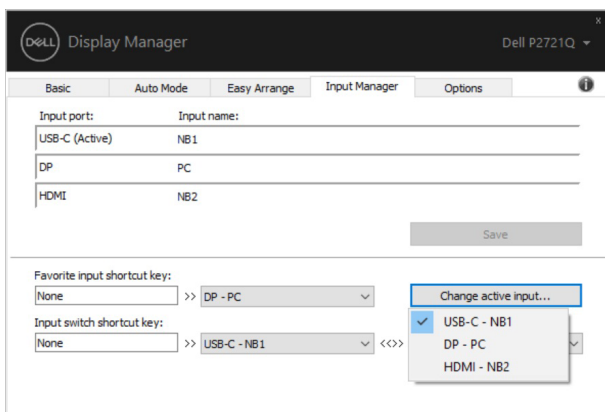 x
DELL Display Manager Dell P2721Q
Basic Auto Mode Easy Arrange Input Manager Options i
Input port: Input name:
USB-C (Active) NB1
DP PC
HDMI NB2
Save
Favorite input shortcut key:
None >> DP - PC Change active input...
Input switch shortcut key:
None >> USB-C - NB1 <<>>
✓ USB-C - NB1
DP - PC
HDMI - NB2